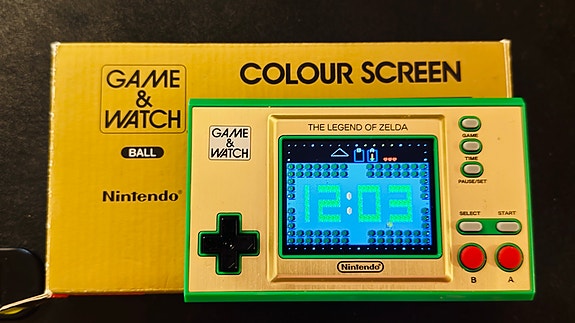 GAME
&
WATCH
COLOUR SCREEN
BALL
Nintendo®
GAME
&
WATCH
THE LEGEND OF ZELDA
12:03
Nintendo
GAME
TIME
PAUSE/SET
SELECT START
B A